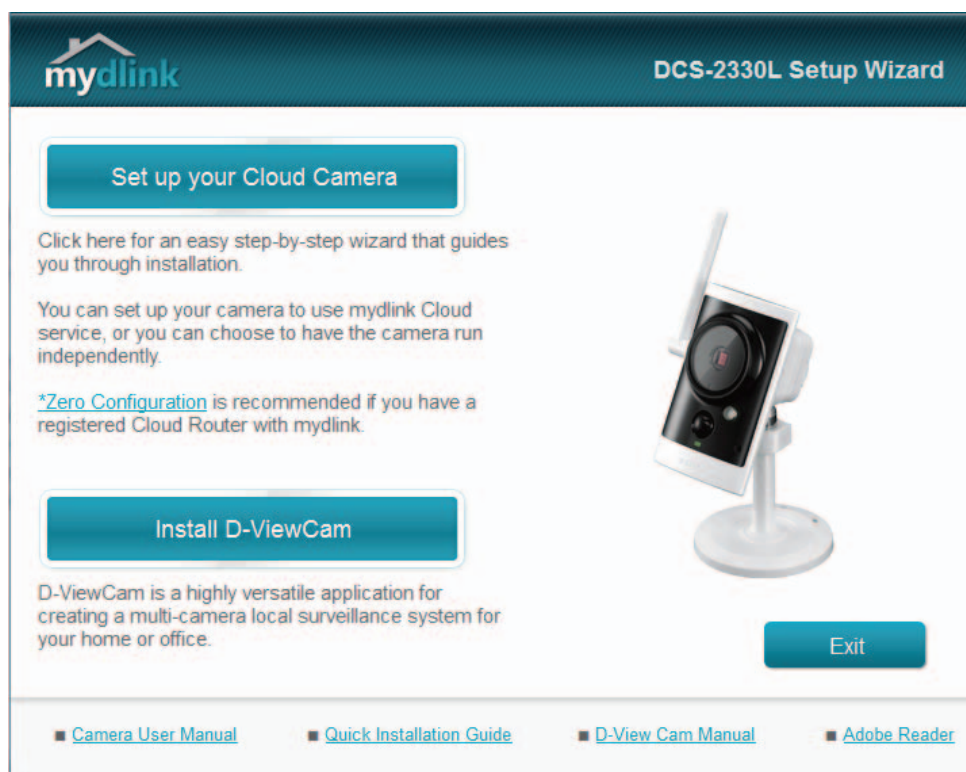 mydlink
DCS-2330L Setup Wizard
Set up your Cloud Camera
Click here for an easy step-by-step wizard that guides
you through installation.
You can set up your camera to use mydlink Cloud
service, or you can choose to have the camera run
independently.
*Zero Configuration is recommended if you have a
registered Cloud Router with mydlink.
Install D-ViewCam
D-ViewCam is a highly versatile application for
creating a multi-camera local surveillance system for
your home or office.
Exit
Camera User Manual
Quick Installation Guide
D-View Cam Manual
Adobe Reader